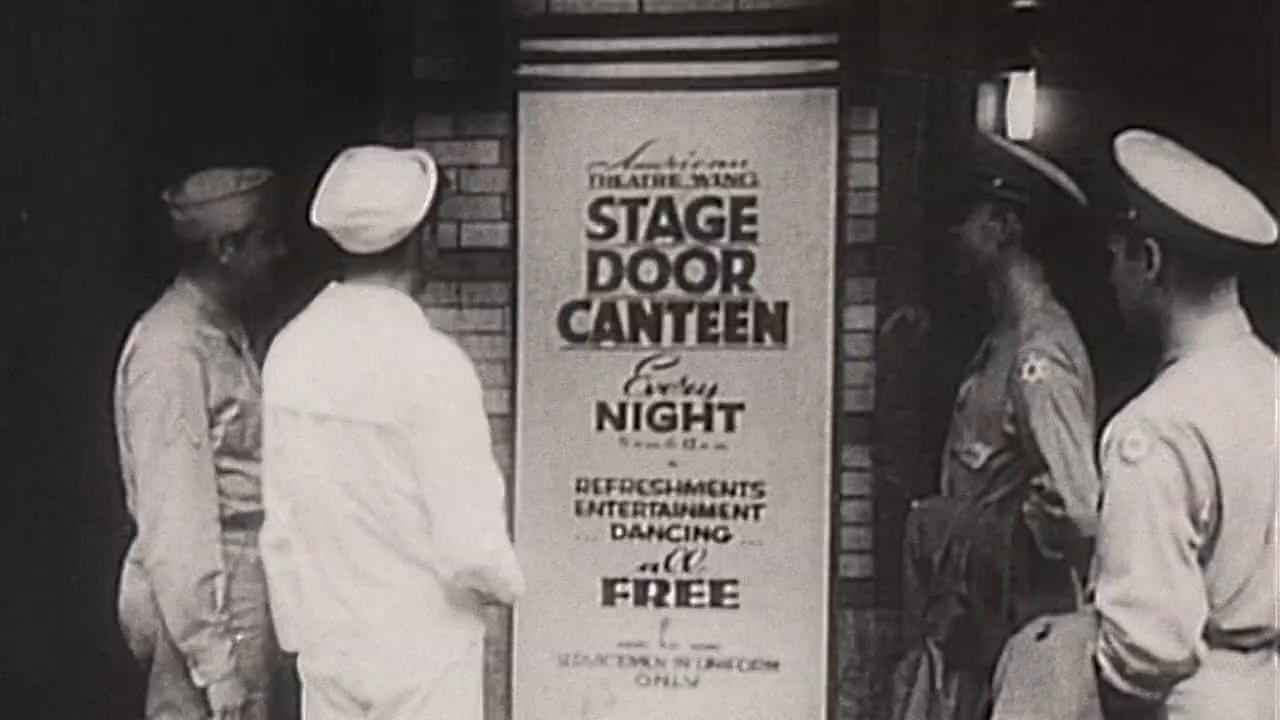 American
THEATRE WING
STAGE
DOOR
CANTEEN
Every
NIGHT
REFRESHMENTS
ENTERTAINMENT
... DANCING ...
all
FREE
SERVICEMEN IN UNIFORM
ONLY